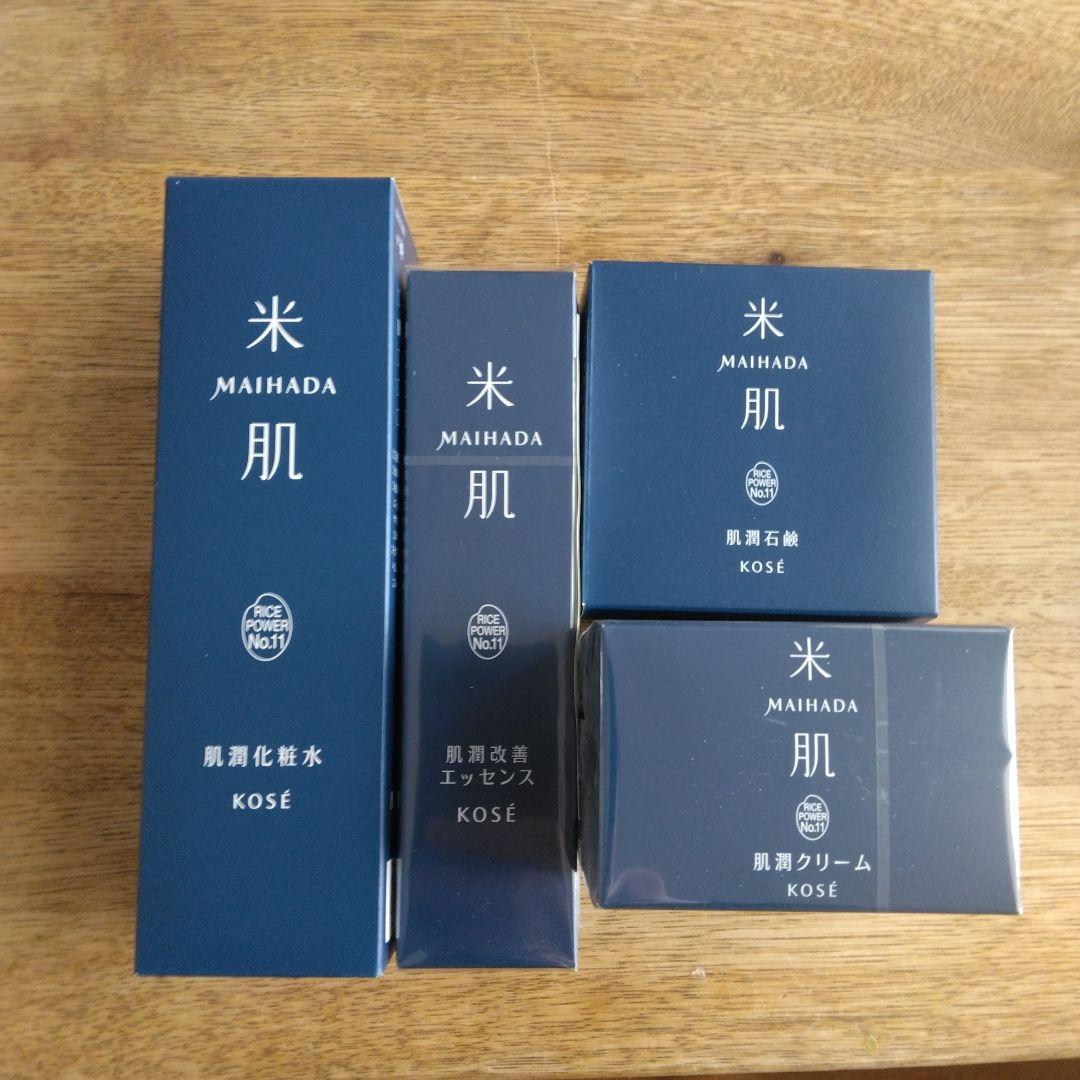 米
MAIHADA
肌
RICE
POWER
No.11
肌潤化粧水
KOSÉ
米
MAIHADA
肌
RICE
POWER
No.11
肌潤改善
エッセンス
KOSÉ
米
MAIHADA
肌
RICE
POWER
No.11
肌潤石鹸
KOSÉ
米
MAIHADA
肌
RICE
POWER
No.11
肌潤クリーム
KOSÉ